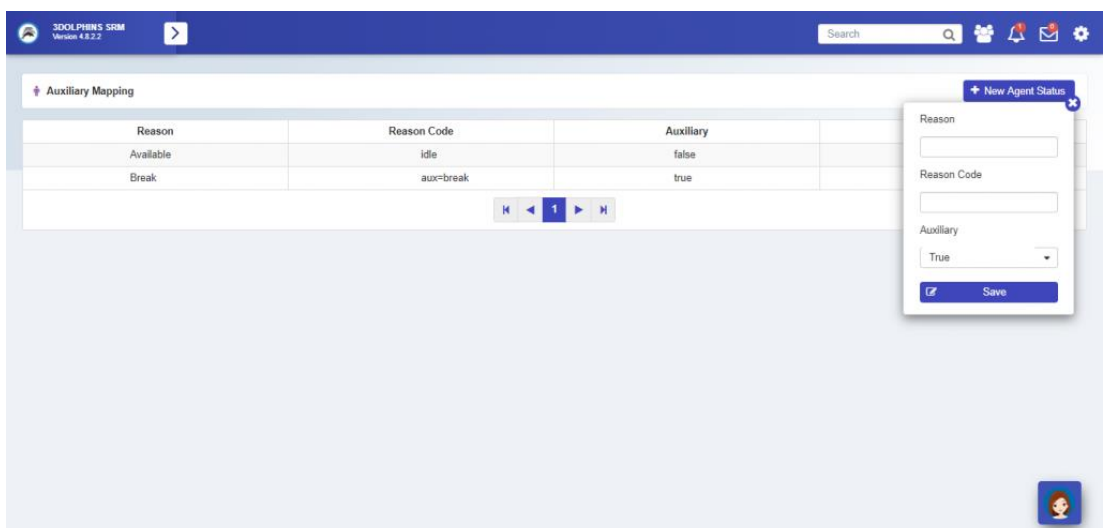 3DOLPHINS SRM
Version 4.8.2.2
Search
Auxiliary Mapping
+ New Agent Status
Reason Reason Code Auxiliary
Available idle false
Break aux=break true
1
Reason
Reason Code
Auxiliary
True
Save